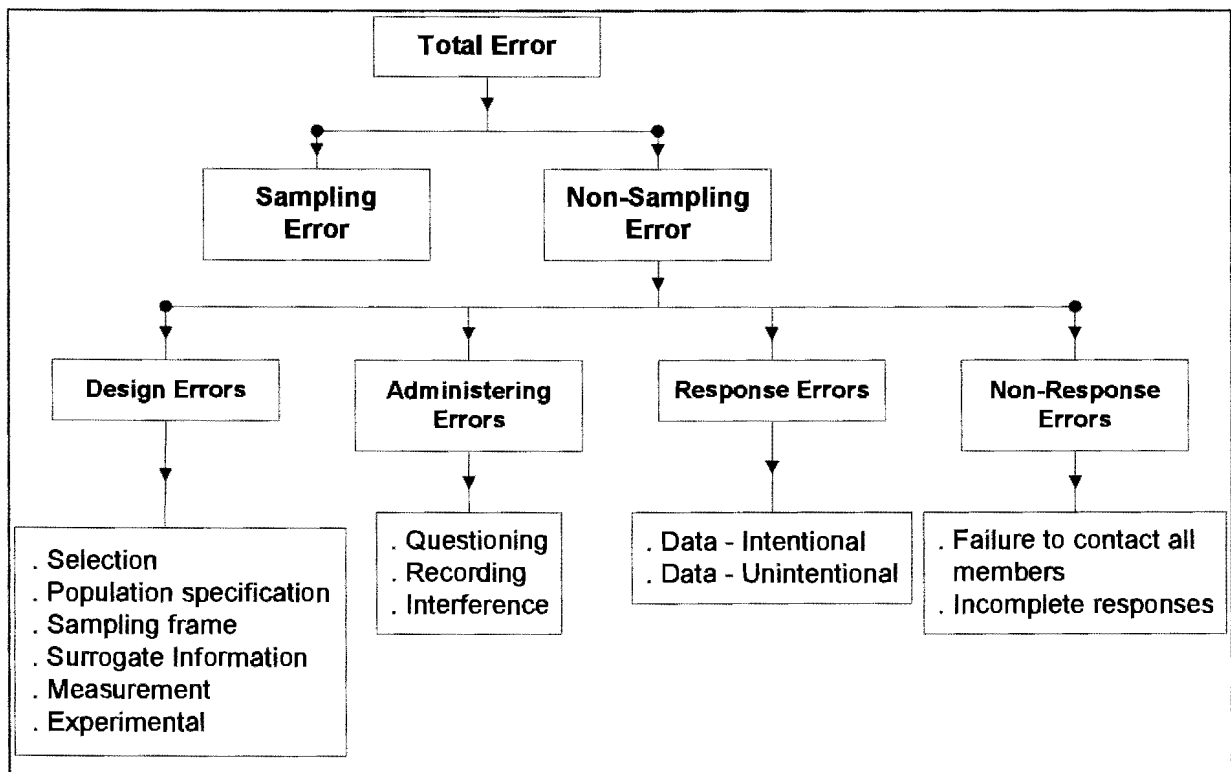 Total Error
Sampling
Error
Non-Sampling
Error
Design Errors
Administering
Errors
Response Errors
Non-Response
Errors
. Selection
. Population specification
. Sampling frame
. Surrogate Information
. Measurement
. Experimental
. Questioning
. Recording
. Interference
. Data - Intentional
. Data - Unintentional
. Failure to contact all
members
. Incomplete responses